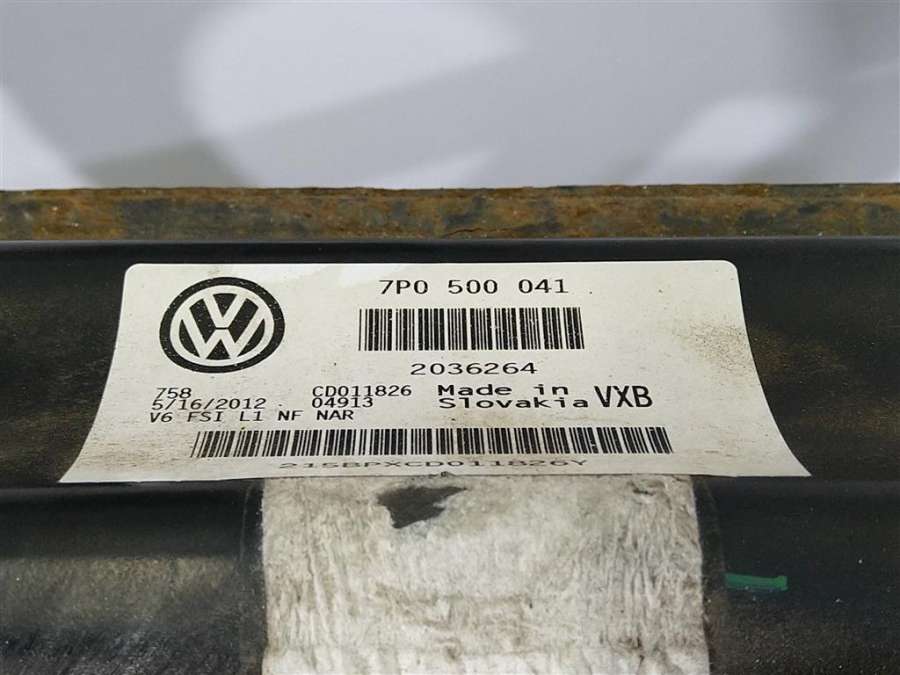 7P0 500 041
2036264
758 CD011826 Made in
5/16/2012 . 04913 Slovakia VXB
V6 FSI L1 NF NAR
215BPXCD011826Y